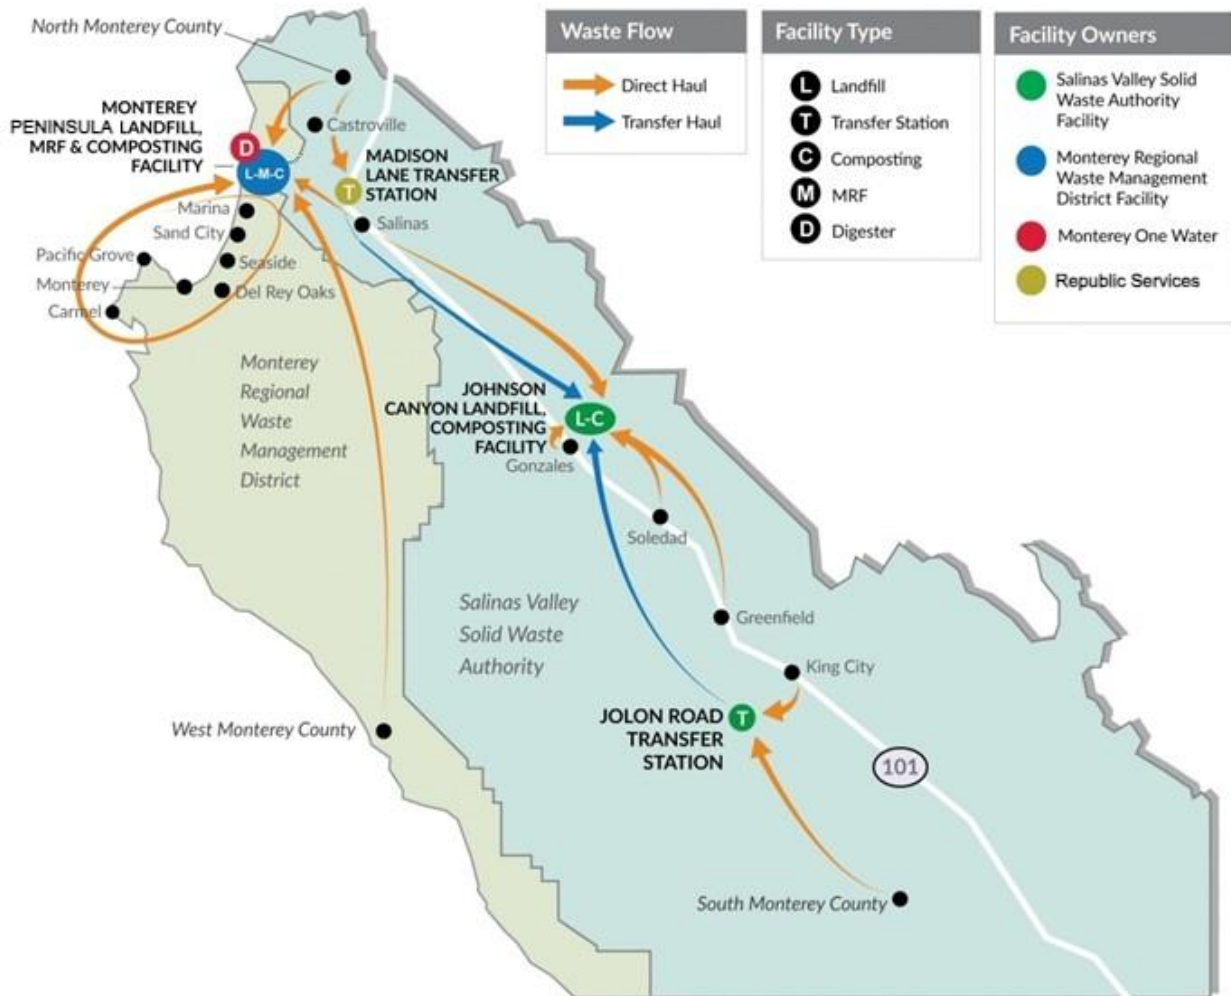 North Monterey County
MONTEREY
PENINSULA LANDFILL,
MRF & COMPOSTING
FACILITY
D
L-M-C
Castroville
MADISON
LANE TRANSFER
STATION
T
Salinas
Marina
Sand City
Pacific Grove
Seaside
Monterey
Del Rey Oaks
Carmel
Monterey
Regional
Waste
Management
District
JOHNSON
CANYON LANDFILL,
COMPOSTING
FACILITY
L-C
Gonzales
Soledad
Greenfield
King City
Salinas Valley
Solid Waste
Authority
West Monterey County
JOLON ROAD
TRANSFER
STATION
T
101
South Monterey County
Waste Flow
Direct Haul
Transfer Haul
Facility Type
L Landfill
T Transfer Station
C Composting
M MRF
D Digester
Facility Owners
Salinas Valley Solid
Waste Authority
Facility
Monterey Regional
Waste Management
District Facility
Monterey One Water
Republic Services